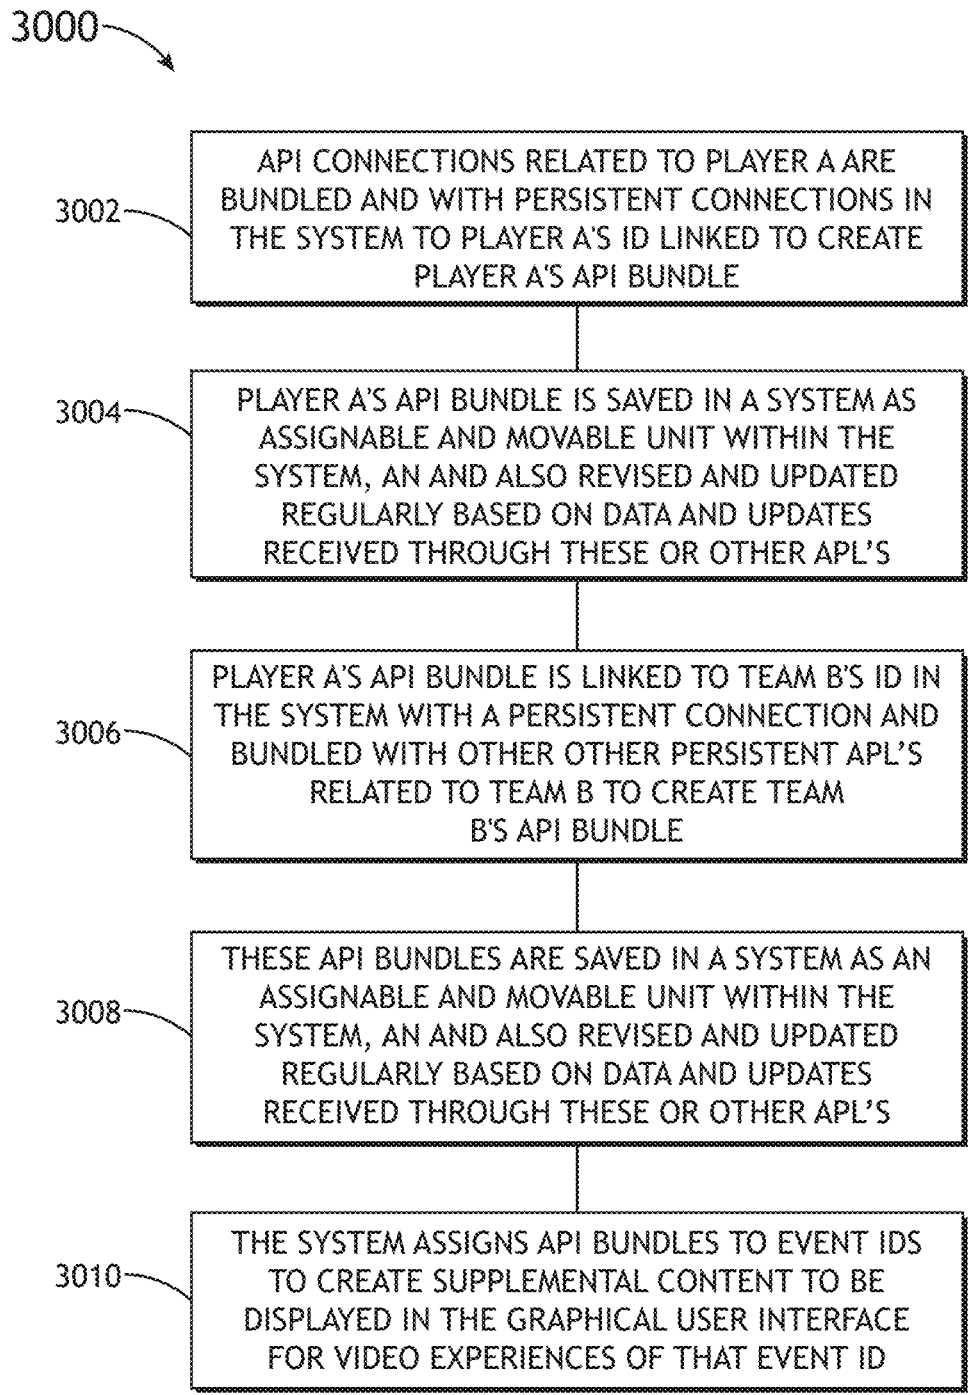 3000
3002
API CONNECTIONS RELATED TO PLAYER A ARE
BUNDLED AND WITH PERSISTENT CONNECTIONS IN
THE SYSTEM TO PLAYER A'S ID LINKED TO CREATE
PLAYER A'S API BUNDLE
3004
PLAYER A'S API BUNDLE IS SAVED IN A SYSTEM AS
ASSIGNABLE AND MOVABLE UNIT WITHIN THE
SYSTEM, AN AND ALSO REVISED AND UPDATED
REGULARLY BASED ON DATA AND UPDATES
RECEIVED THROUGH THESE OR OTHER APL'S
3006
PLAYER A'S API BUNDLE IS LINKED TO TEAM B'S ID IN
THE SYSTEM WITH A PERSISTENT CONNECTION AND
BUNDLED WITH OTHER OTHER PERSISTENT APL'S
RELATED TO TEAM B TO CREATE TEAM
B'S API BUNDLE
3008
THESE API BUNDLES ARE SAVED IN A SYSTEM AS AN
ASSIGNABLE AND MOVABLE UNIT WITHIN THE
SYSTEM, AN AND ALSO REVISED AND UPDATED
REGULARLY BASED ON DATA AND UPDATES
RECEIVED THROUGH THESE OR OTHER APL'S
3010
THE SYSTEM ASSIGNS API BUNDLES TO EVENT IDS
TO CREATE SUPPLEMENTAL CONTENT TO BE
DISPLAYED IN THE GRAPHICAL USER INTERFACE
FOR VIDEO EXPERIENCES OF THAT EVENT ID